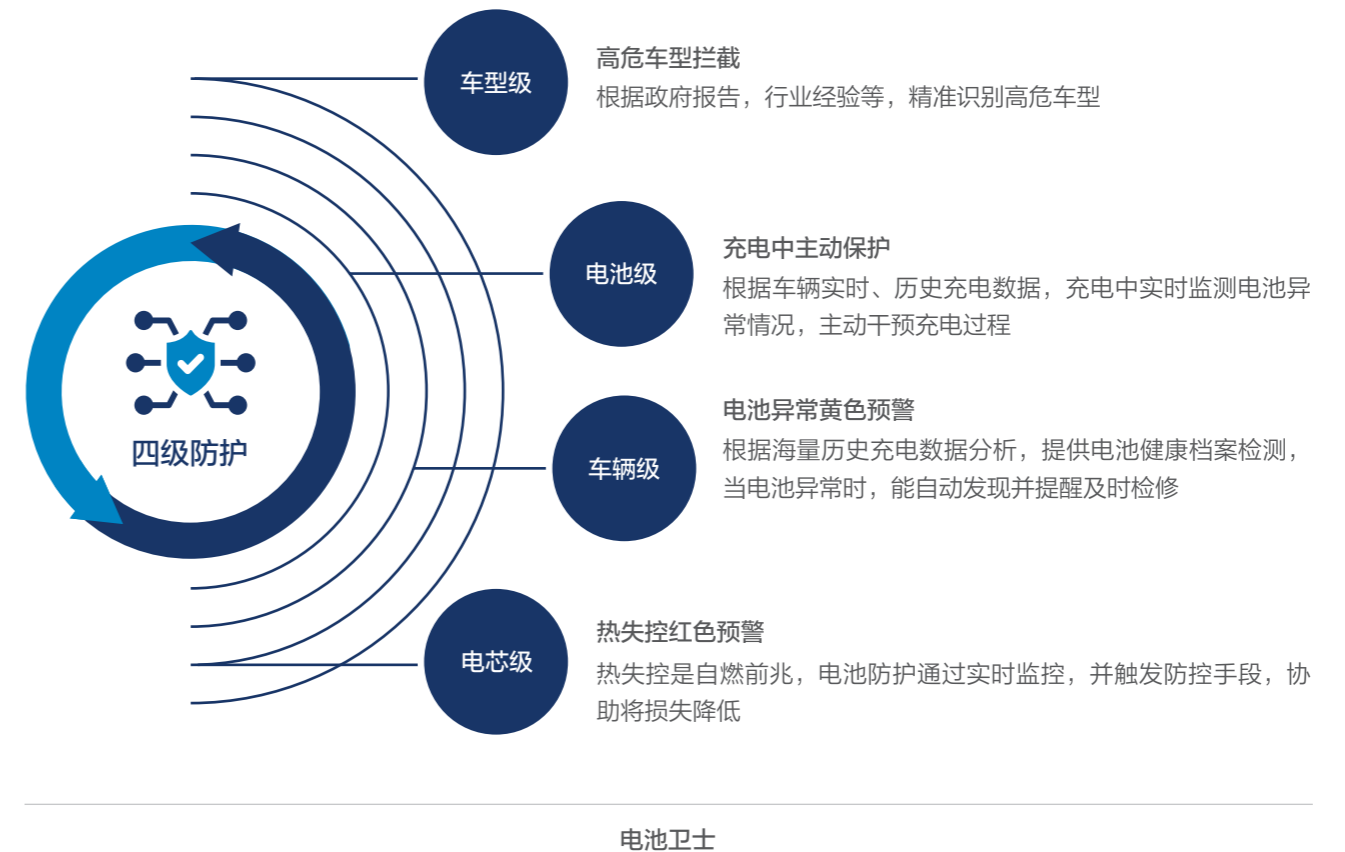 车型级
高危车型拦截
根据政府报告，行业经验等，精准识别高危车型
电池级
充电中主动保护
根据车辆实时、历史充电数据，充电中实时监测电池异
常情况，主动干预充电过程
四级防护
车辆级
电池异常黄色预警
根据海量历史充电数据分析，提供电池健康档案检测，
当电池异常时，能自动发现并提醒及时检修
电芯级
热失控红色预警
热失控是自燃前兆，电池防护通过实时监控，并触发防控手段，协
助将损失降低
电池卫士